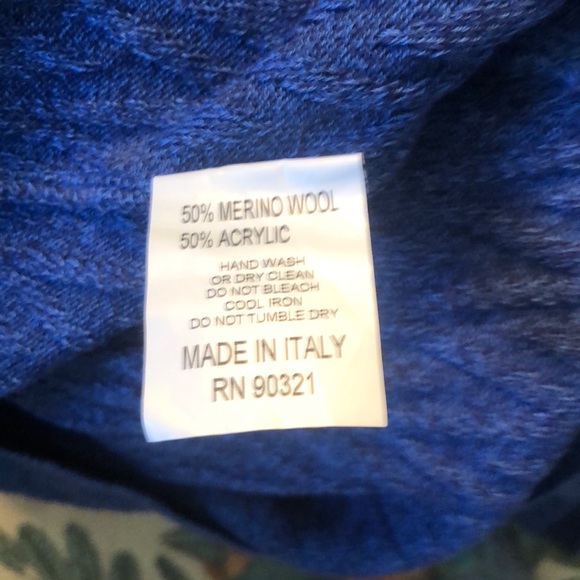 50% MERINO WOOL
50% ACRYLIC
HAND WASH
OR DRY CLEAN
DO NOT BLEACH
COOL IRON
DO NOT TUMBLE DRY
MADE IN ITALY
RN 90321